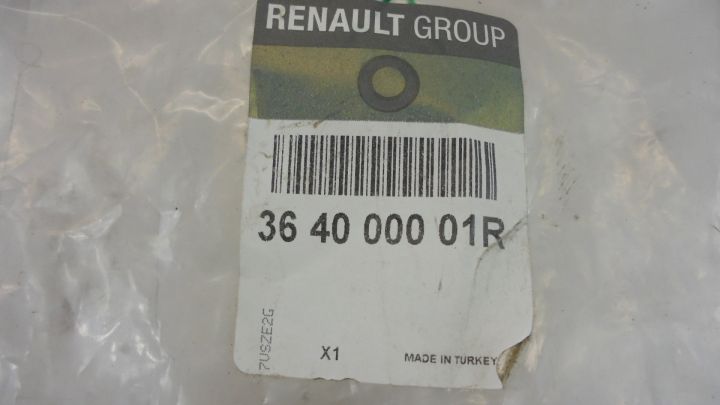 RENAULT GROUP
36 40 000 01R
7USZE2G
X1
MADE IN TURKEY